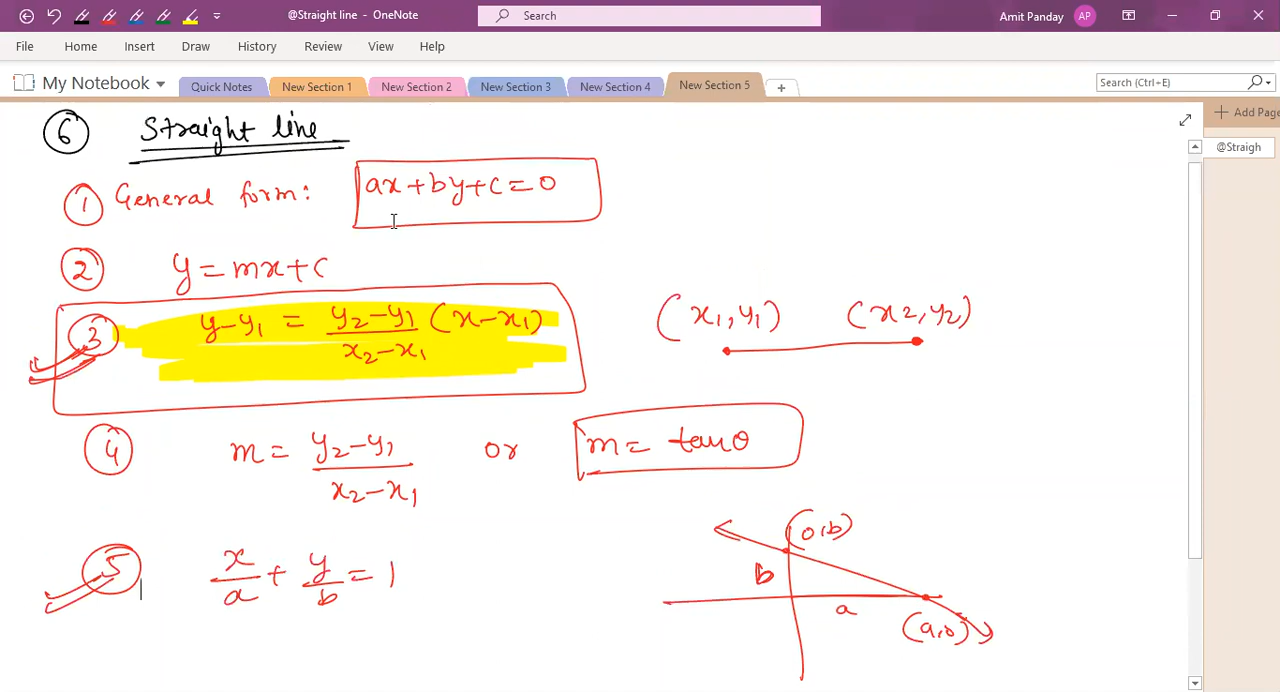 @Straight line - OneNote
Search
Amit Panday AP
File Home Insert Draw History Review View Help
My Notebook
Quick Notes New Section 1 New Section 2 New Section 3 New Section 4 New Section 5
Search (Ctrl+E)
Add Page
@Straigh
⑥ Straight line
① General form: ax+by+c=0
② y=mx+c
③ y-y₁ = (y₂-y₁)/(x₂-x₁) (x-x₁) (x₁,y₁) (x₂,y₂)
④ m = (y₂-y₁)/(x₂-x₁) or m = tanθ
⑤ x/a + y/b = 1
(0,b)
b
a
(a,0)